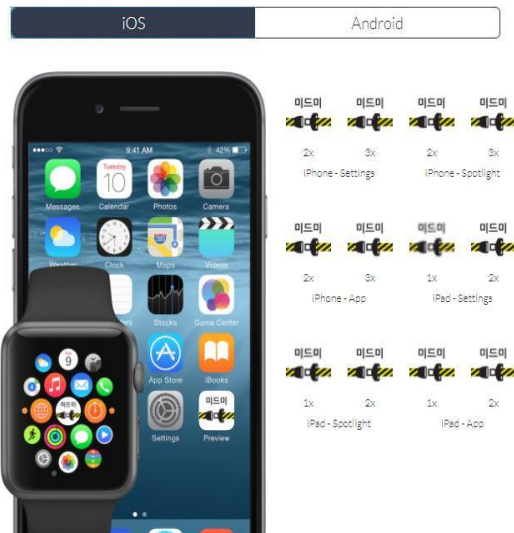 iOS
Android
미드미 미드미 미드미 미드미
2x 3x 2x 3x
iPhone - Settings iPhone - Spotlight
9:41 AM 42%
Tuesday
10
Messages Calendar Photos Camera
미드미 미드미 미드미 미드미
Weather Clock Maps Videos
2x 3x 1x 2x
iPhone - App iPad - Settings
Stocks Game Center
미드미 미드미 미드미 미드미
9
App Store iBooks
1x 2x 1x 2x
미드미 미드미
iPad - Spotlight iPad - App
Settings Preview